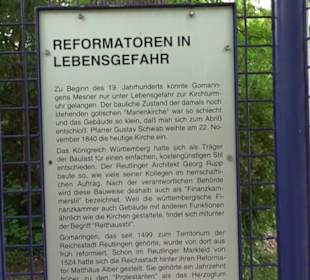 REFORMATOREN IN
LEBENSGEFAHR
Zu Beginn des 19. Jahrhunderts konnte Gomarin-
gens Mesner nur unter Lebensgefahr zur Kirchturm-
uhr gelangen. Der bauliche Zustand der damals noch
stehenden gotischen "Marienkirche" war so schlecht
und das Gebäude so klein, daß man sich zum Abriß
entschloß. Pfarrer Gustav Schwab weihte am 22. No-
vember 1840 die heutige Kirche ein.
Das Königreich Württemberg hatte sich als Träger
der Baulast für einen einfachen, kostengünstigen Stil
entschieden. Der Reutlinger Architekt Georg Rupp
baute so, wie viele seiner Kollegen im herrschaftli-
chen Auftrag. Nach der verantwortlichen Behörde
wird diese Bauweise deshalb auch als "Finanzkam-
merstil" bezeichnet. Weil die württembergische
Finanzkammer auch Gebäude mit anderen Funktionen
ähnlich wie die Kirchen gestaltete, findet sich mitunter
der Begriff "Reithausstil".
Gomaringen, das seit 1499 zum Territorium der
Reichsstadt Reutlingen gehörte, wurde von dort aus
früh reformiert. Schon im Reutlinger Markteid von
1524 hatte sich die Reichsstadt hinter ihren Reforma-
tor Matthäus Alber gestellt. Sie gehörte ein Jahrzehnt
früher zu den "Protestanten" als das Herzogtum